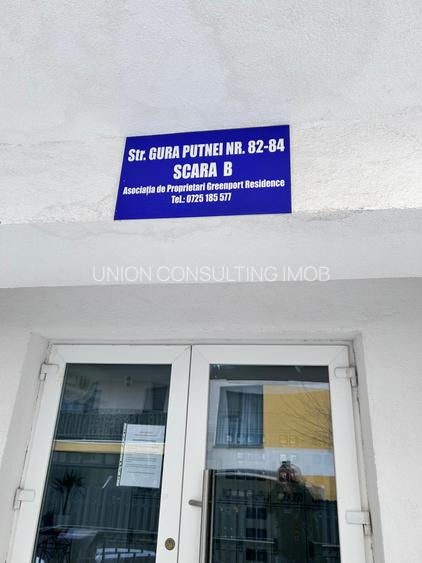 Str. GURA PUTNEI NR. 82-84
SCARA B
Asociația de Proprietari Greenport Residence
Tel.: 0725 185 577
UNION CONSULTING IMOB